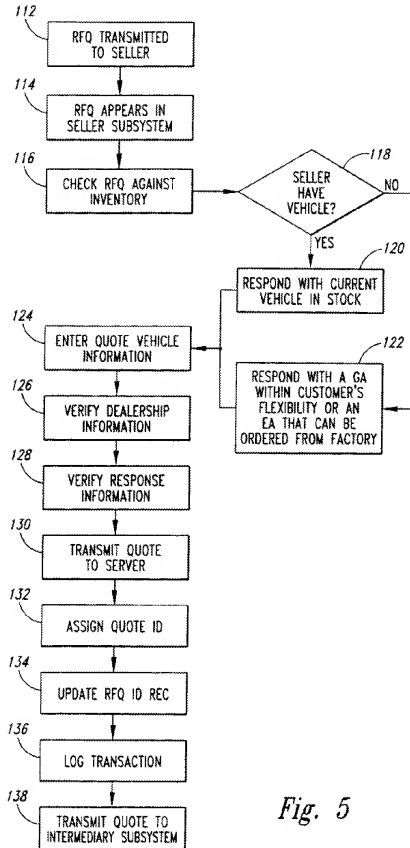 112
RFQ TRANSMITTED
TO SELLER
114
RFQ APPEARS IN
SELLER SUBSYSTEM
116
CHECK RFQ AGAINST
INVENTORY
118
SELLER
HAVE
VEHICLE?
NO
YES
120
RESPOND WITH CURRENT
VEHICLE IN STOCK
122
RESPOND WITH A GA
WITHIN CUSTOMER'S
FLEXIBILITY OR AN
EA THAT CAN BE
ORDERED FROM FACTORY
124
ENTER QUOTE VEHICLE
INFORMATION
126
VERIFY DEALERSHIP
INFORMATION
128
VERIFY RESPONSE
INFORMATION
130
TRANSMIT QUOTE
TO SERVER
132
ASSIGN QUOTE ID
134
UPDATE RFQ ID REC
136
LOG TRANSACTION
138
TRANSMIT QUOTE TO
INTERMEDIARY SUBSYSTEM
Fig. 5